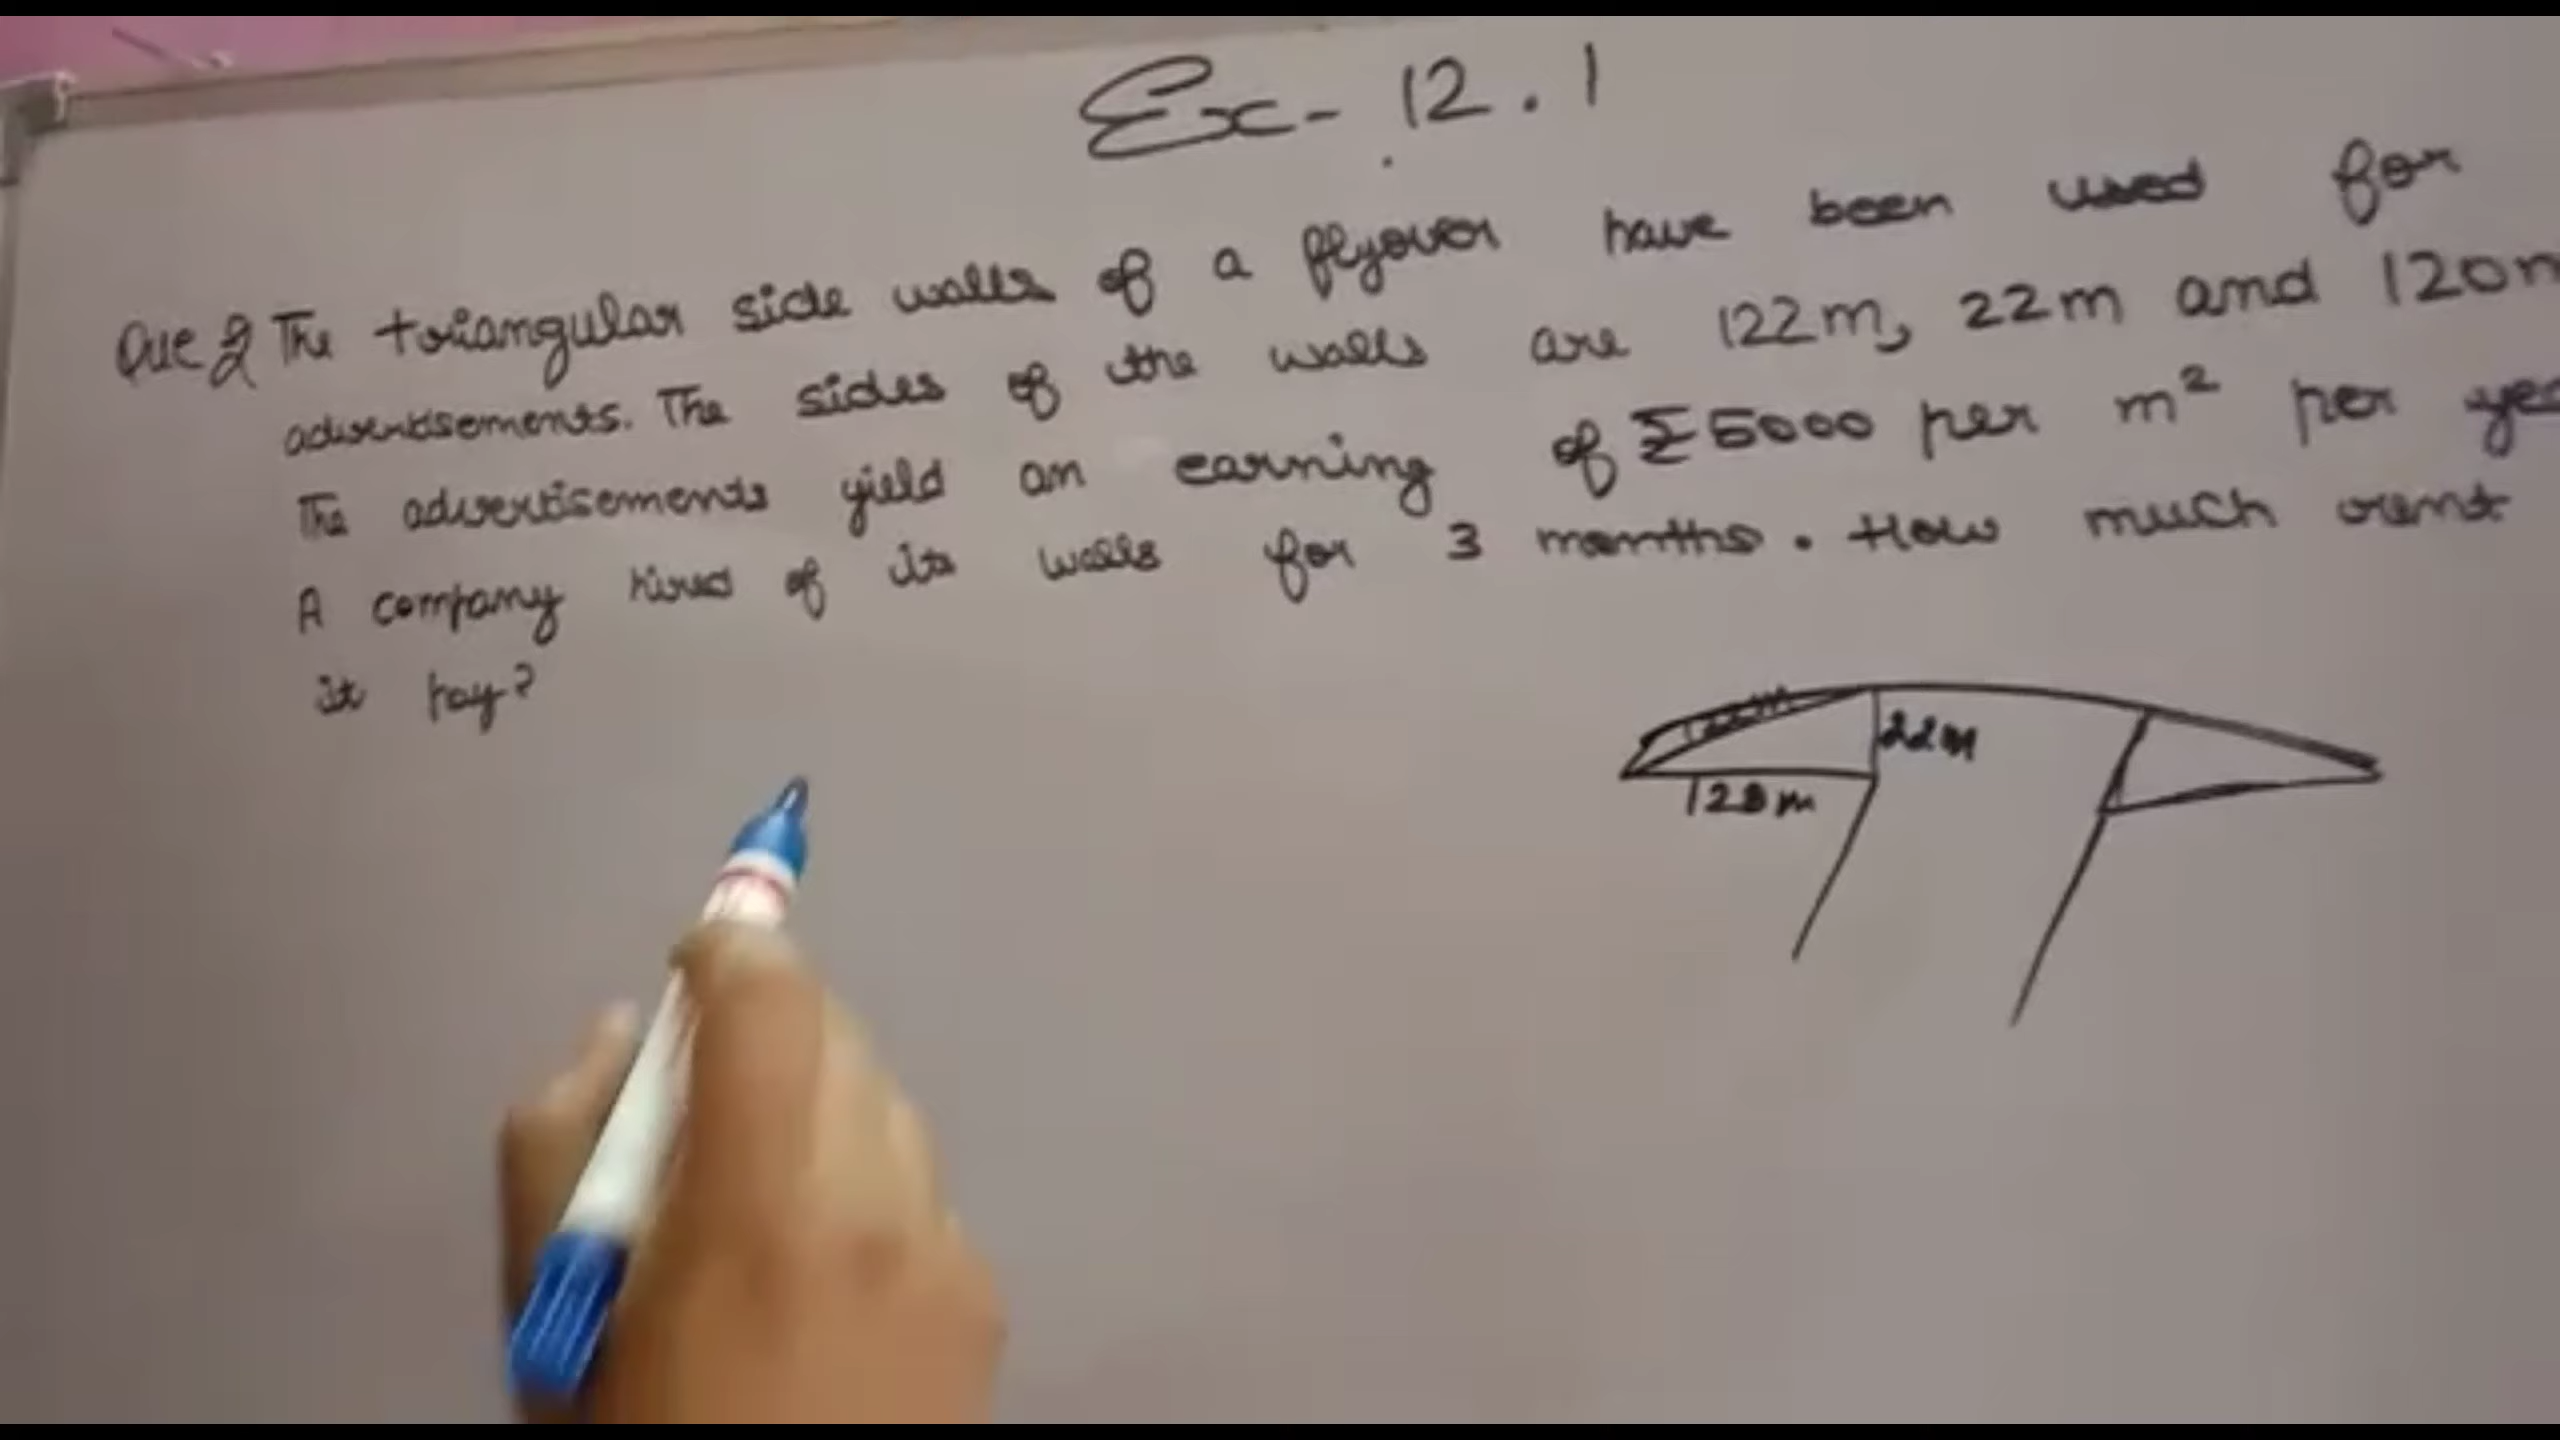 Ex- 12.1
Que 2 The triangular side walls of a flyover have been used for
advertisements. The sides of the walls are 122m, 22m and 120m
The advertisements yield an earning of ₹5000 per m² per yea
A company hired of its walls for 3 months. How much rent
it pay?
122m
22m
120m